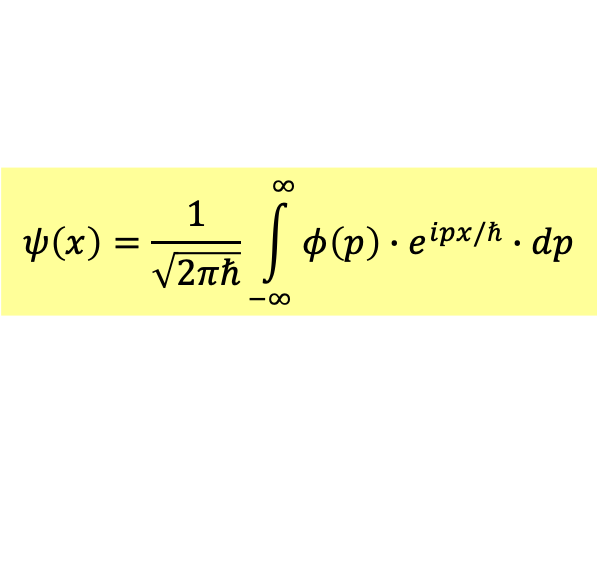 ψ(x) = 1/√(2πħ) ∫_{−∞}^{∞} ϕ(p) · e^{ipx/ħ} · dp